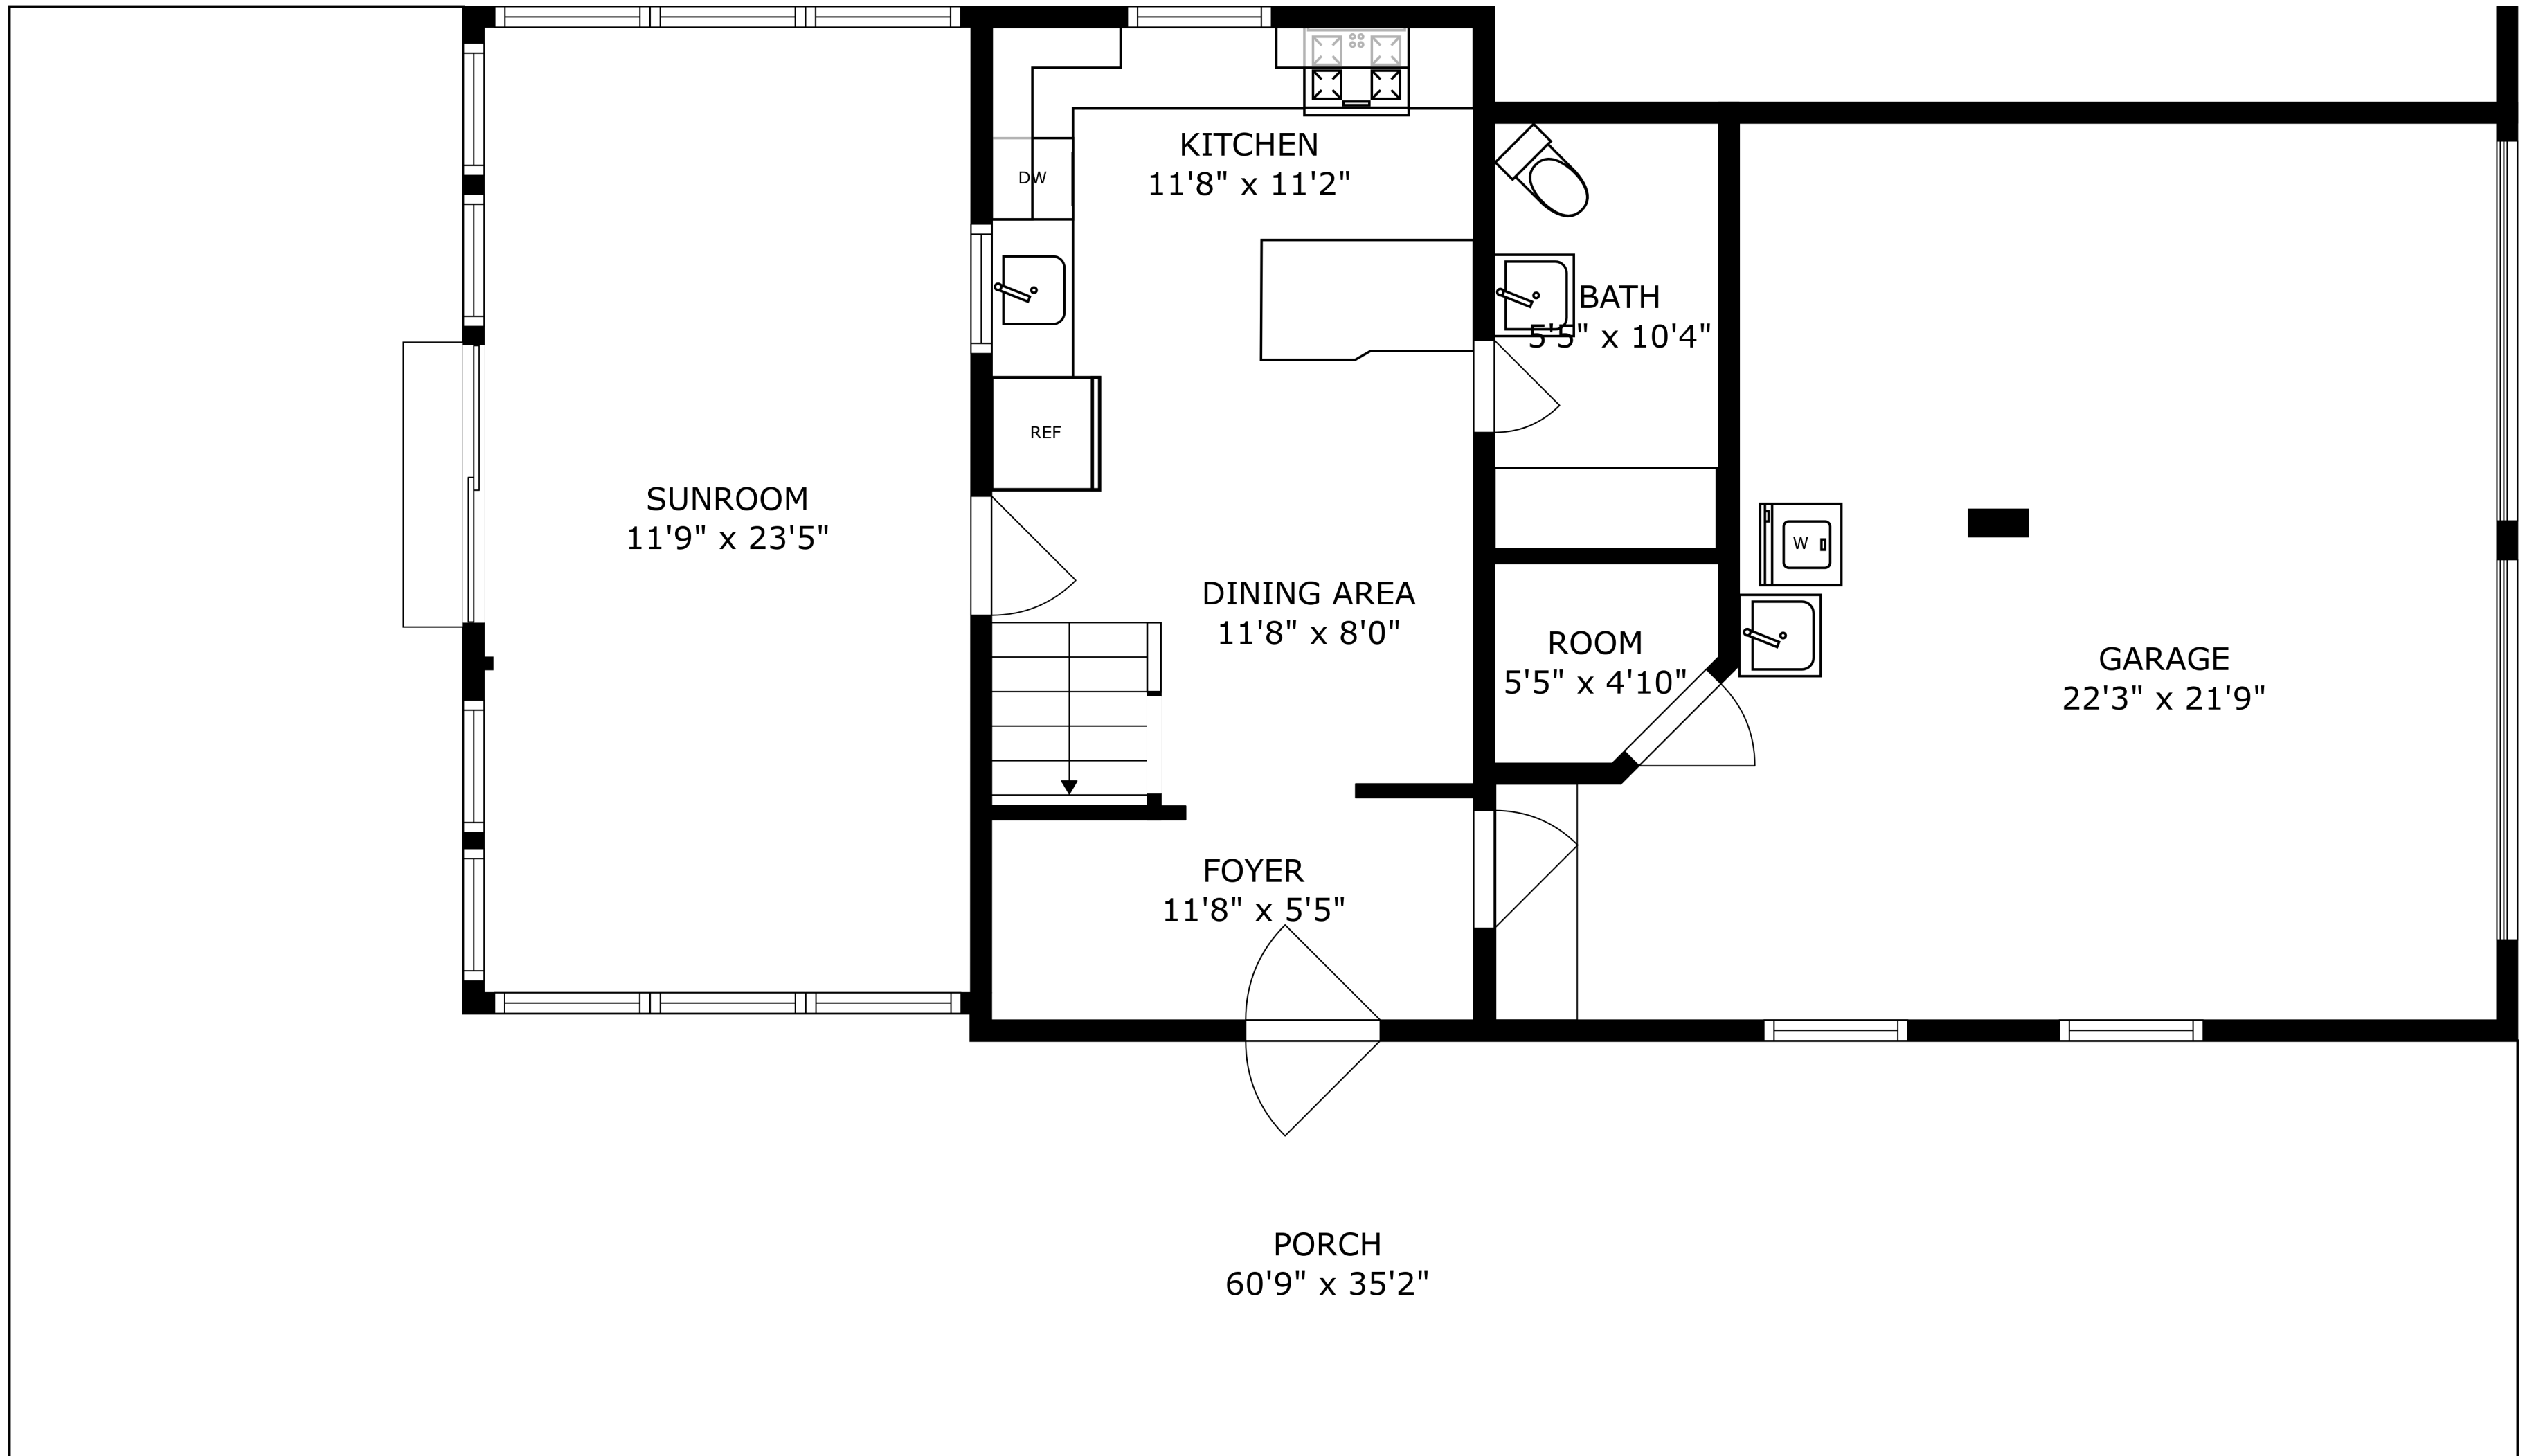 KITCHEN
11'8" x 11'2"
DW
BATH
5'5" x 10'4"
REF
SUNROOM
11'9" x 23'5"
W
DINING AREA
11'8" x 8'0"
ROOM
5'5" x 4'10"
GARAGE
22'3" x 21'9"
FOYER
11'8" x 5'5"
PORCH
60'9" x 35'2"